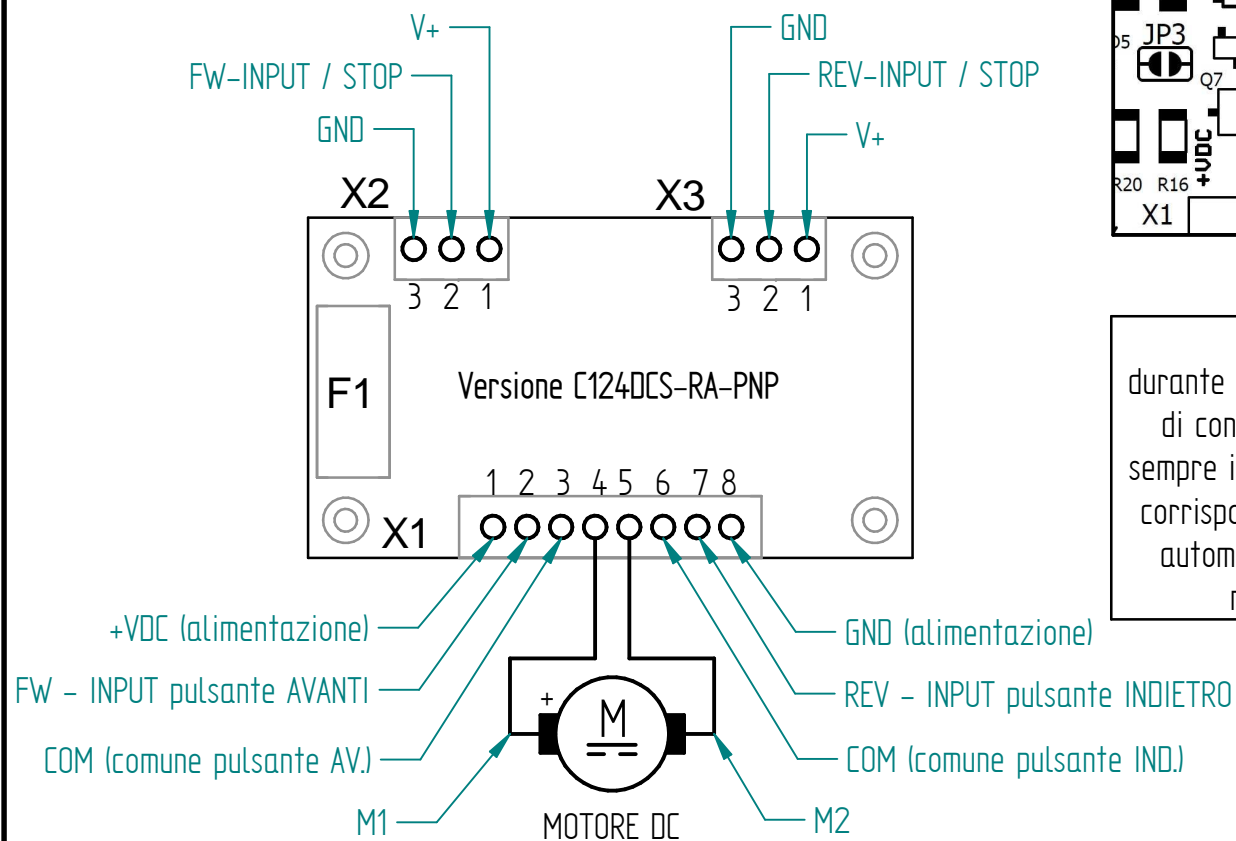 V+
GND
FW-INPUT / STOP
REV-INPUT / STOP
GND
V+
X2
X3
3 2 1
3 2 1
F1
Versione C124DCS-RA-PNP
1 2 3 4 5 6 7 8
X1
+VDC (alimentazione)
GND (alimentazione)
FW - INPUT pulsante AVANTI
REV - INPUT pulsante INDIETRO
COM (comune pulsante AV.)
COM (comune pulsante IND.)
+
M
M1
M2
MOTORE DC
JP3
Q7
+VDC
R20 R16
X1
durante
di con
sempre i
corrispo
autom